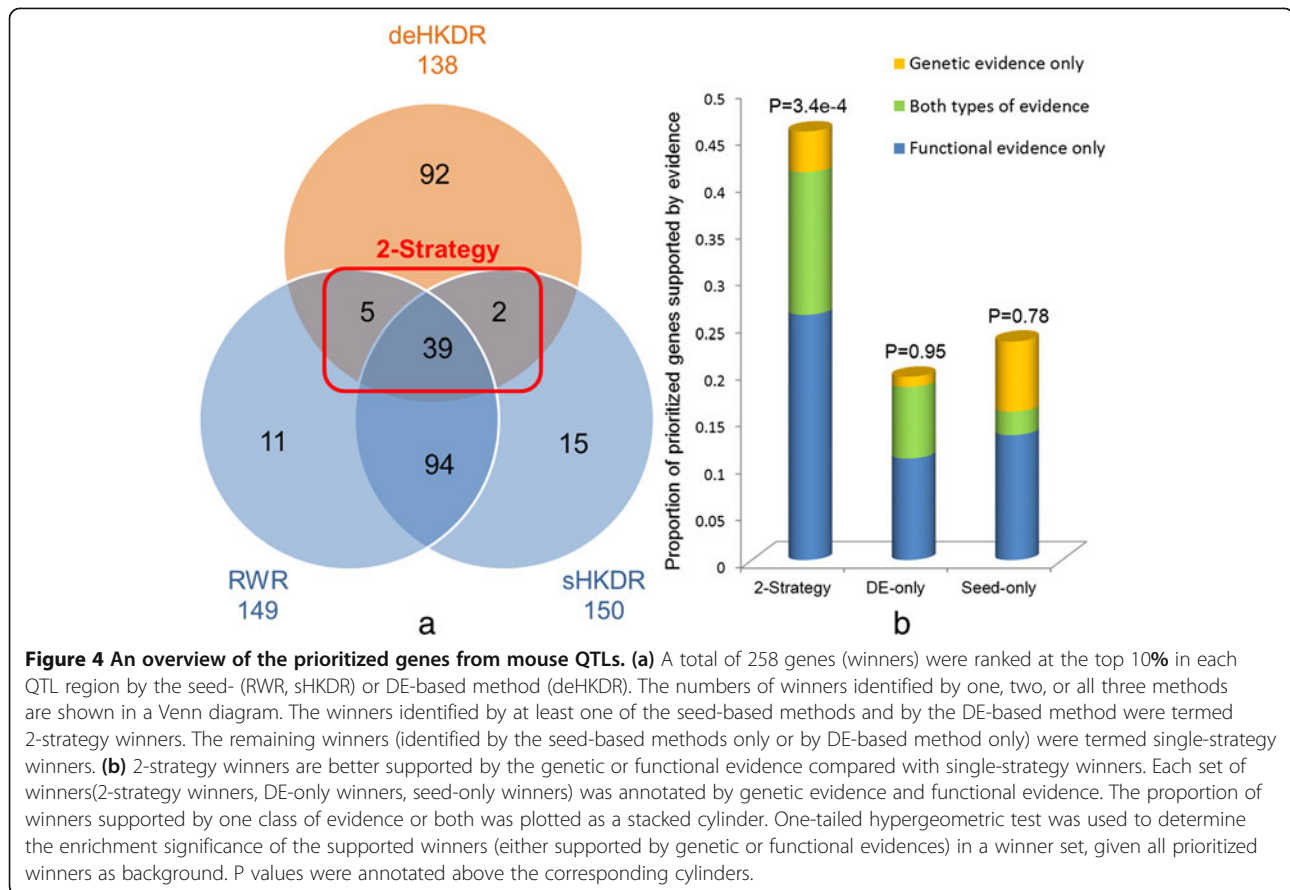 deHKDR
138
92
2-Strategy
5
2
39
11
94
15
RWR
149
sHKDR
150
a
Genetic evidence only
Both types of evidence
Functional evidence only
Proportion of prioritized genes supported by evidence
0.5
0.45
0.4
0.35
0.3
0.25
0.2
0.15
0.1
0.05
0
P=3.4e-4
P=0.95
P=0.78
2-Strategy
DE-only
Seed-only
b
Figure 4 An overview of the prioritized genes from mouse QTLs. (a) A total of 258 genes (winners) were ranked at the top 10% in each
QTL region by the seed- (RWR, sHKDR) or DE-based method (deHKDR). The numbers of winners identified by one, two, or all three methods
are shown in a Venn diagram. The winners identified by at least one of the seed-based methods and by the DE-based method were termed
2-strategy winners. The remaining winners (identified by the seed-based methods only or by DE-based method only) were termed single-strategy
winners. (b) 2-strategy winners are better supported by the genetic or functional evidence compared with single-strategy winners. Each set of
winners(2-strategy winners, DE-only winners, seed-only winners) was annotated by genetic evidence and functional evidence. The proportion of
winners supported by one class of evidence or both was plotted as a stacked cylinder. One-tailed hypergeometric test was used to determine
the enrichment significance of the supported winners (either supported by genetic or functional evidences) in a winner set, given all prioritized
winners as background. P values were annotated above the corresponding cylinders.